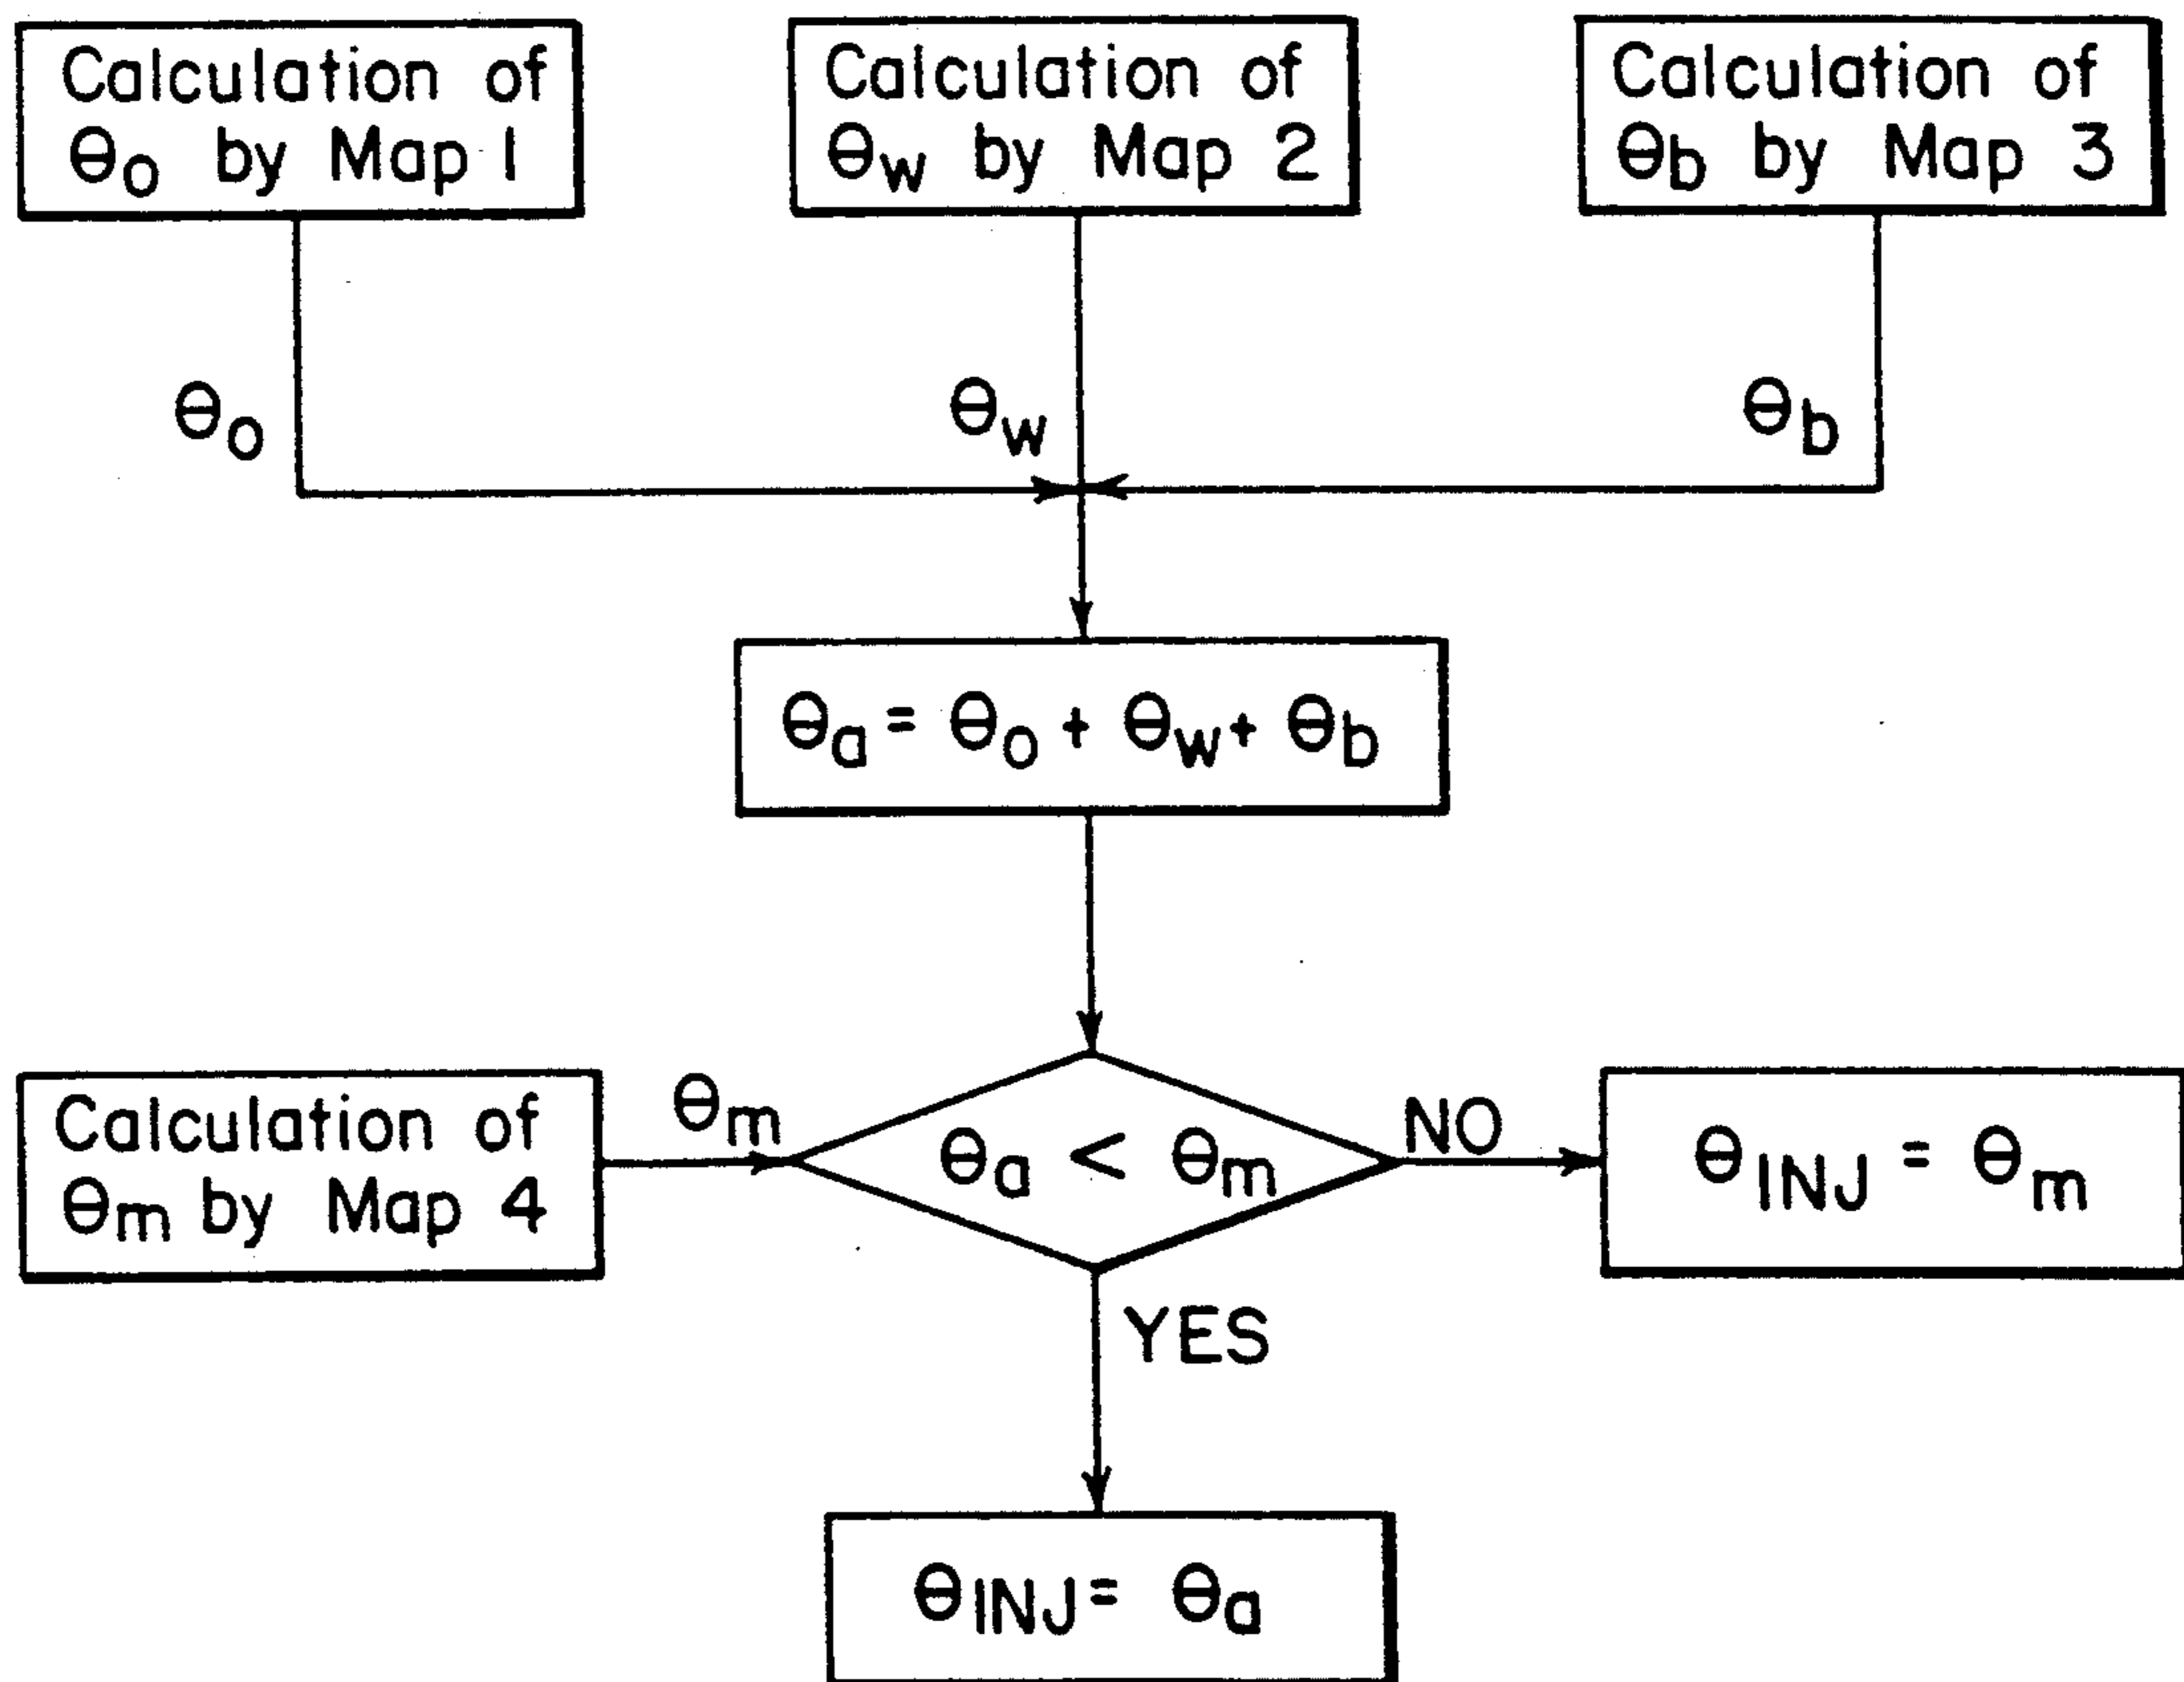 Calculation of
Θo by Map 1
Calculation of
Θw by Map 2
Calculation of
Θb by Map 3
Θo
Θw
Θb
Θa = Θo + Θw + Θb
Calculation of
Θm by Map 4
Θm
Θa < Θm
NO
ΘINJ = Θm
YES
ΘINJ = Θa